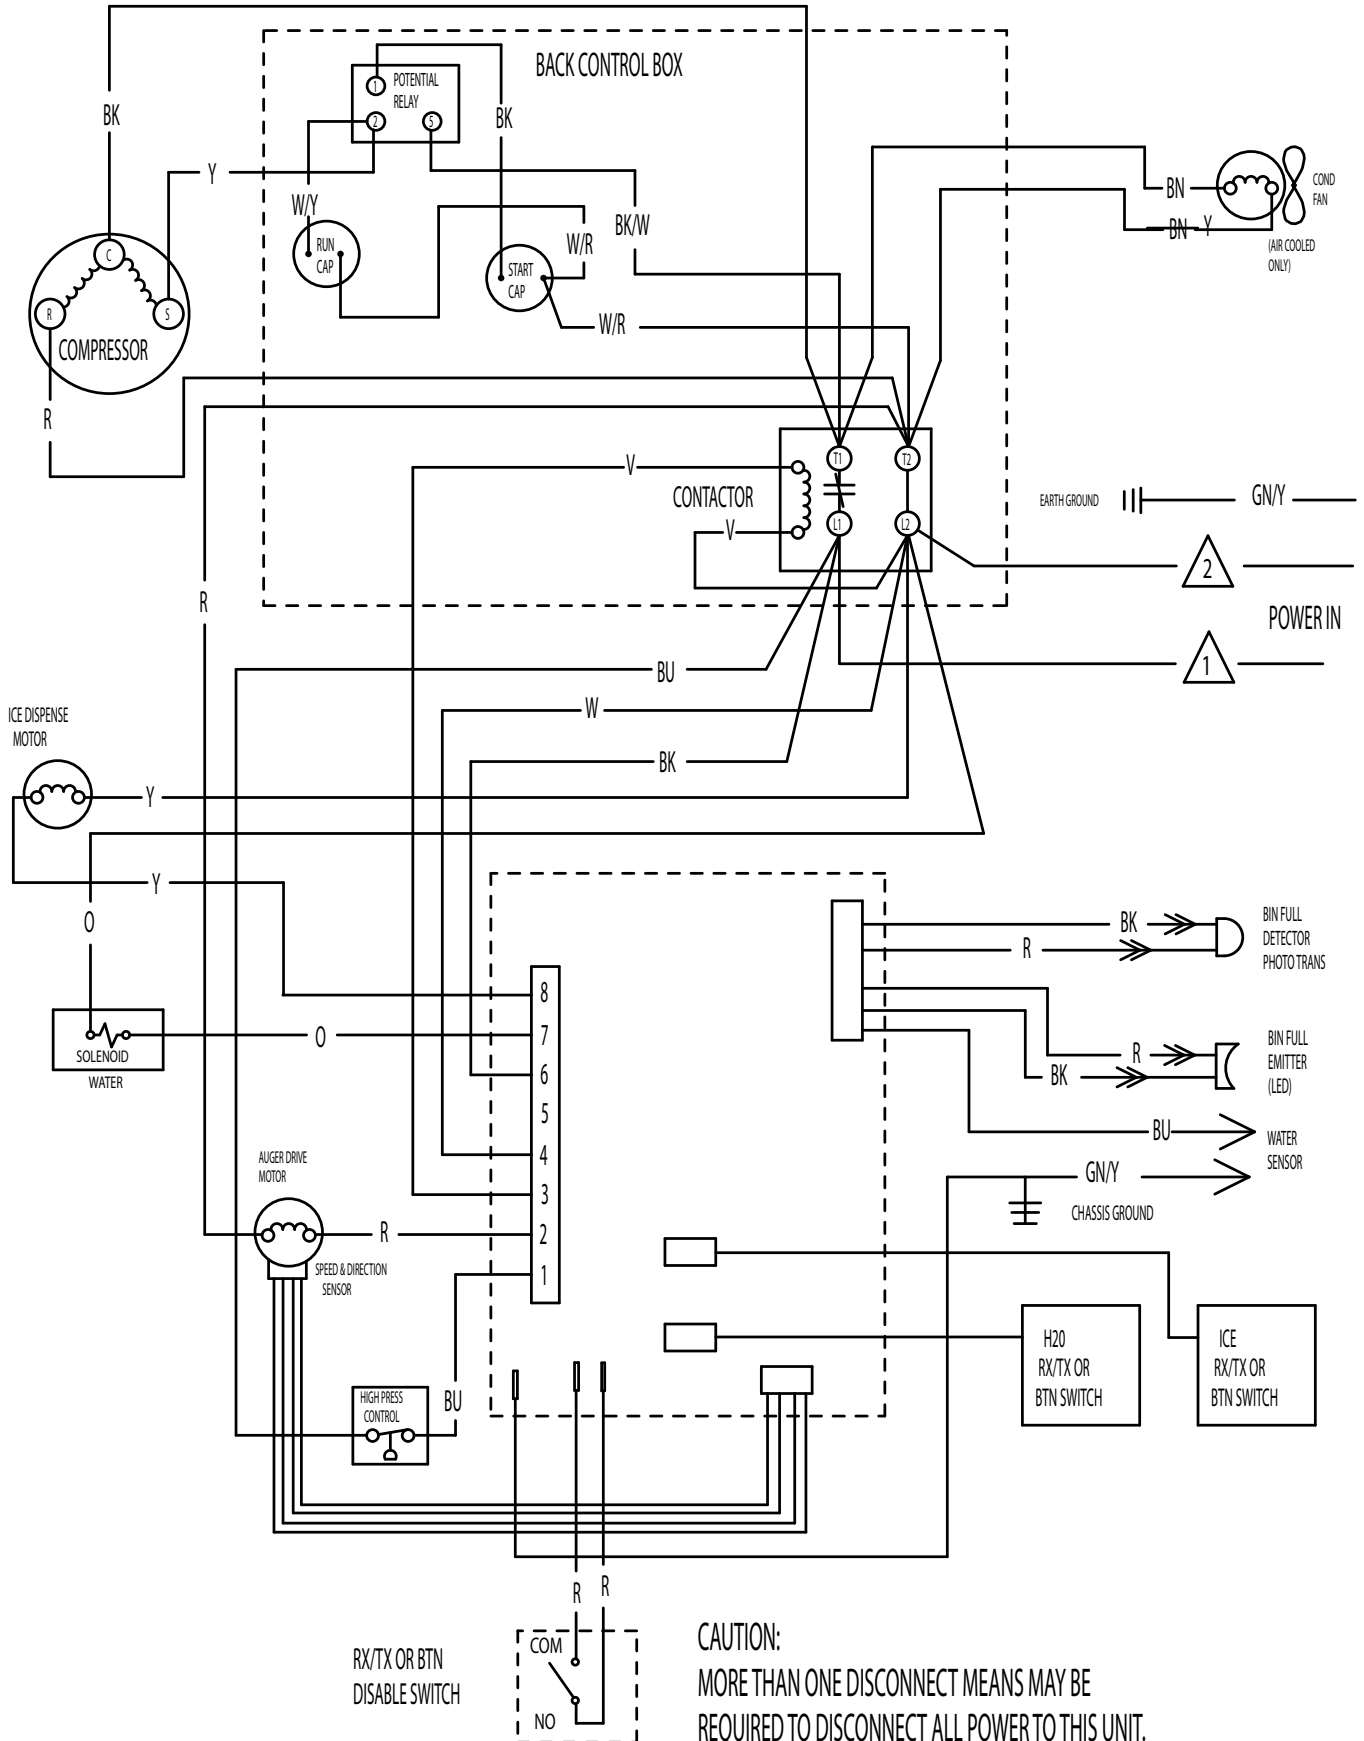 BACK CONTROL BOX
1
POTENTIAL
RELAY
2
5
BK
BK
Y
W/Y
RUN
CAP
W/R
START
CAP
BK/W
W/R
BN
BN
Y
COND
FAN
(AIR COOLED
ONLY)
C
R
S
COMPRESSOR
R
V
CONTACTOR
V
T1
T2
L1
L2
EARTH GROUND
GN/Y
2
POWER IN
1
R
BU
W
BK
ICE DISPENSE
MOTOR
Y
Y
O
SOLENOID
WATER
O
8
7
6
5
4
3
2
1
BK
R
BIN FULL
DETECTOR
PHOTO TRANS
R
BK
BIN FULL
EMITTER
(LED)
BU
WATER
SENSOR
GN/Y
CHASSIS GROUND
AUGER DRIVE
MOTOR
R
SPEED & DIRECTION
SENSOR
H20
RX/TX OR
BTN SWITCH
ICE
RX/TX OR
BTN SWITCH
HIGH PRESS
CONTROL
BU
R
R
RX/TX OR BTN
DISABLE SWITCH
COM
NO
CAUTION:
MORE THAN ONE DISCONNECT MEANS MAY BE
REQUIRED TO DISCONNECT ALL POWER TO THIS UNIT.